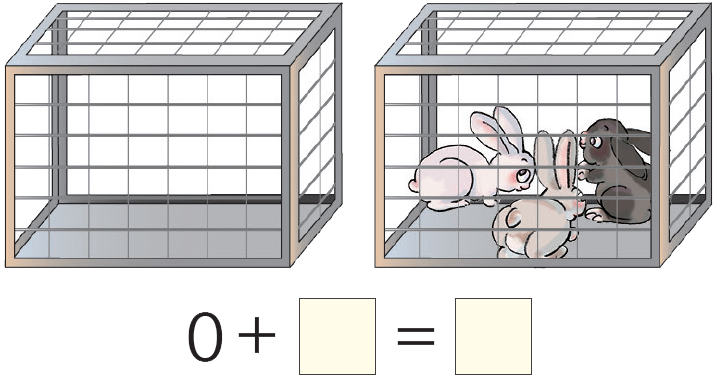 0 + =